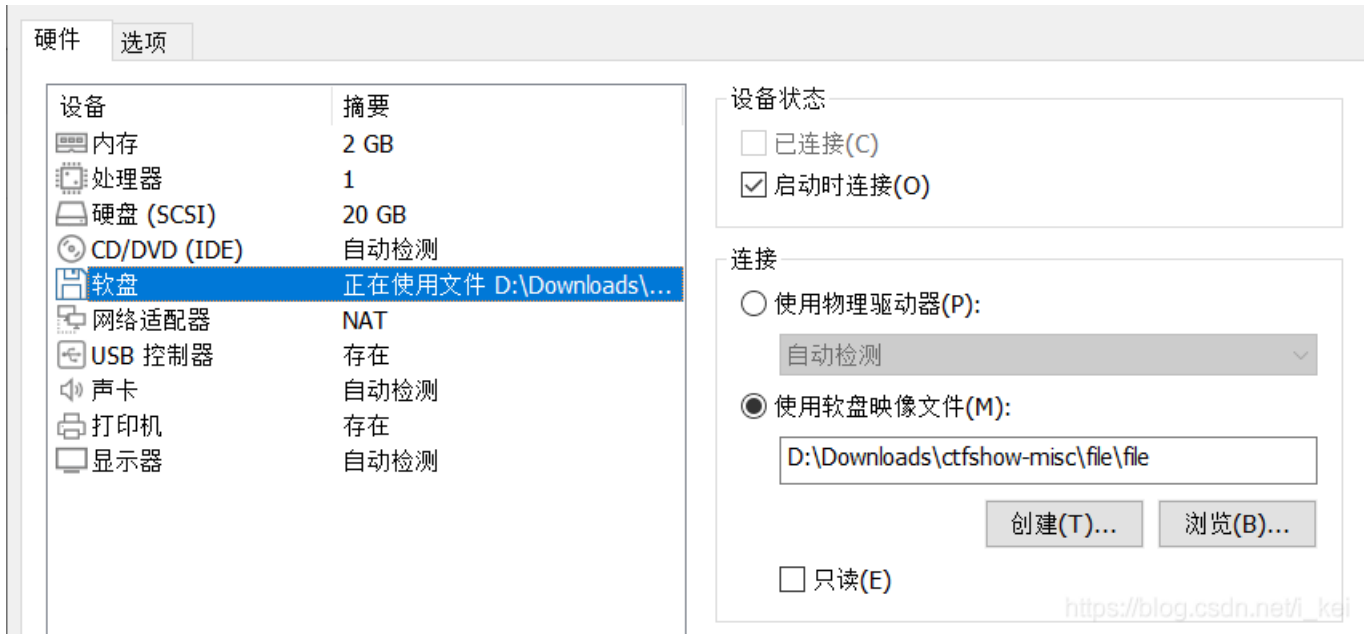 硬件 选项
设备 摘要
内存 2 GB
处理器 1
硬盘 (SCSI) 20 GB
CD/DVD (IDE) 自动检测
软盘 正在使用文件 D:\Downloads\...
网络适配器 NAT
USB 控制器 存在
声卡 自动检测
打印机 存在
显示器 自动检测
设备状态
已连接(C)
启动时连接(O)
连接
使用物理驱动器(P):
自动检测
使用软盘映像文件(M):
D:\Downloads\ctfshow-misc\file\file
创建(T)... 浏览(B)...
只读(E)
https://blog.csdn.net/i_kei